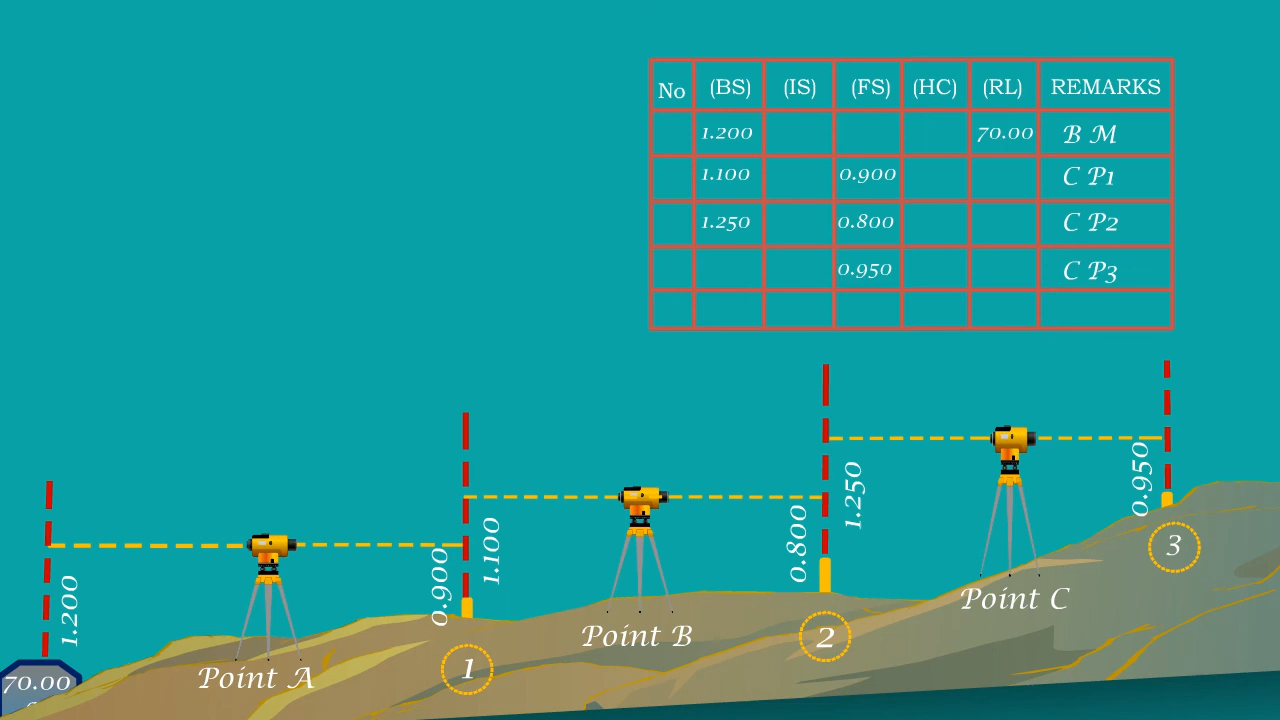 No (BS) (IS) (FS) (HC) (RL) REMARKS
1.200 70.00 B M
1.100 0.900 C P1
1.250 0.800 C P2
0.950 C P3
1.200
0.900
1.100
0.800
1.250
0.950
70.00
Point A
1
Point B
2
Point C
3